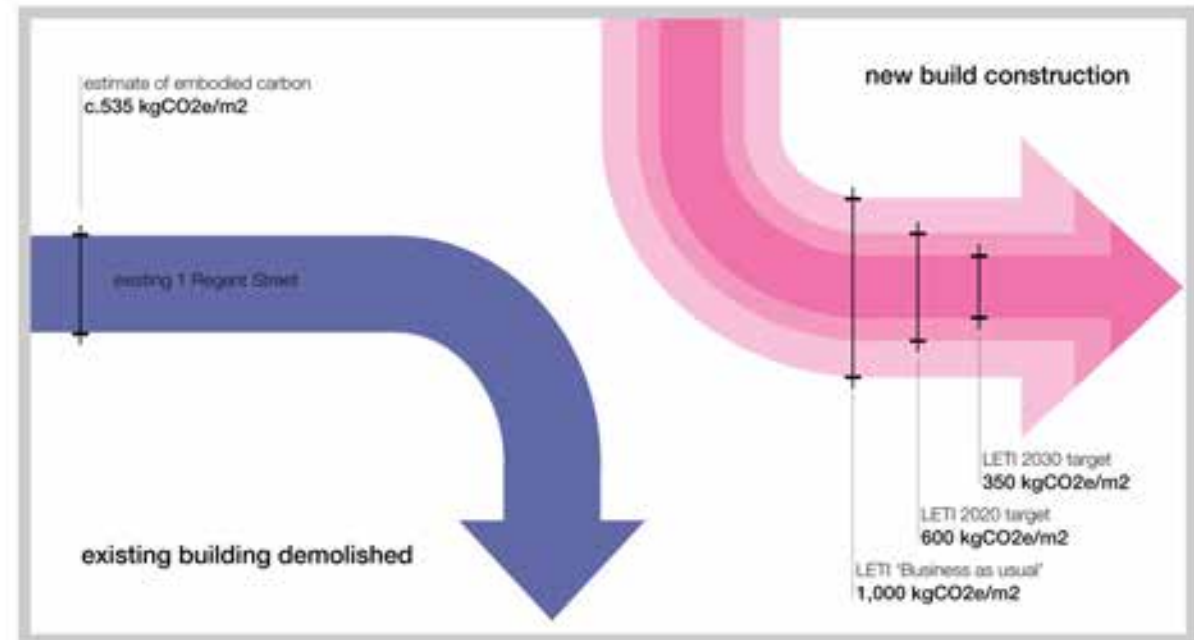 estimate of embodied carbon
c.535 kgCO2e/m2
new build construction
existing 1 Regent Street
existing building demolished
LETI 2030 target
350 kgCO2e/m2
LETI 2020 target
600 kgCO2e/m2
LETI 'Business as usual'
1,000 kgCO2e/m2